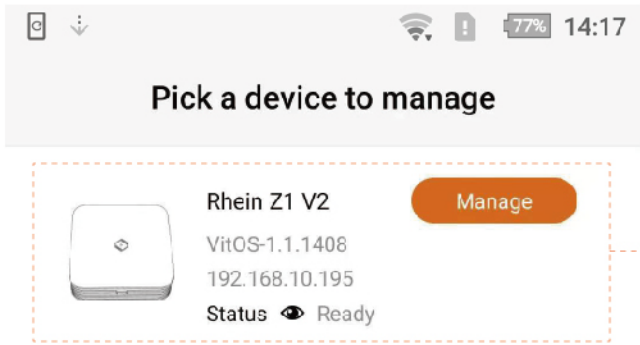 77% 14:17
Pick a device to manage
Rhein Z1 V2
Manage
VitOS-1.1.1408
192.168.10.195
Status Ready